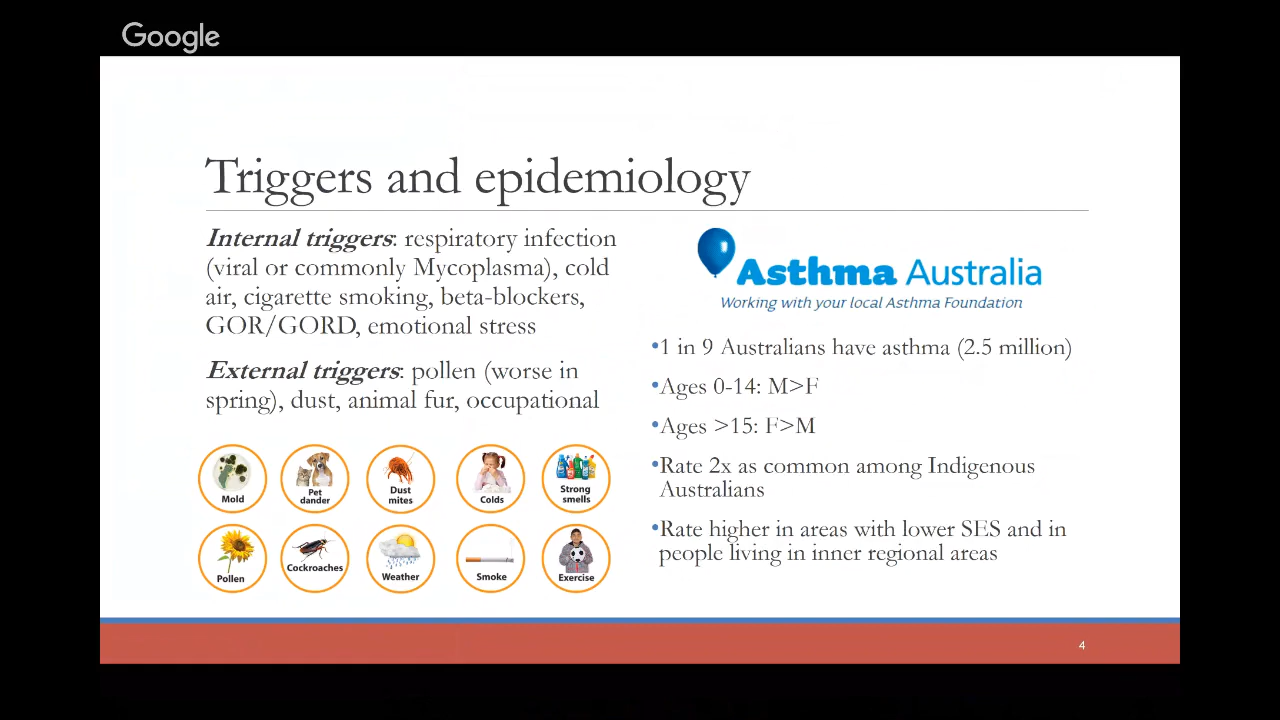 Google
Triggers and epidemiology
Internal triggers: respiratory infection
(viral or commonly Mycoplasma), cold
air, cigarette smoking, beta-blockers,
GOR/GORD, emotional stress
External triggers: pollen (worse in
spring), dust, animal fur, occupational
Mold
Pet
dander
Dust
mites
Colds
Strong
smells
Pollen
Cockroaches
Weather
Smoke
Exercise
Asthma Australia
Working with your local Asthma Foundation
•1 in 9 Australians have asthma (2.5 million)
•Ages 0-14: M>F
•Ages >15: F>M
•Rate 2x as common among Indigenous
Australians
•Rate higher in areas with lower SES and in
people living in inner regional areas
4